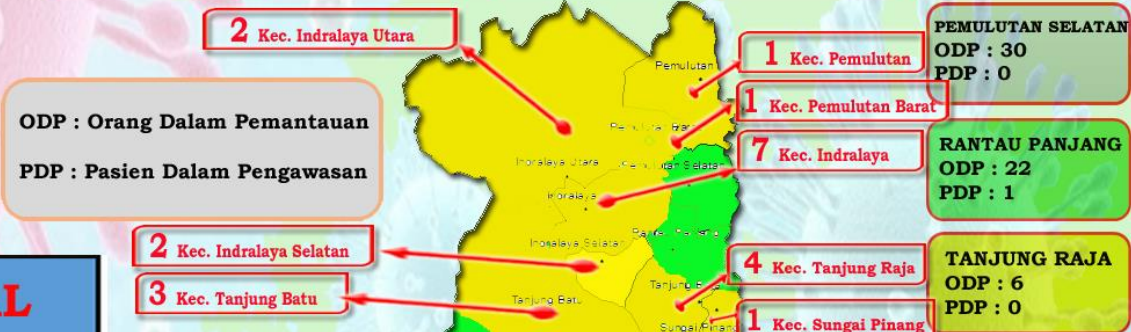 2 Kec. Indralaya Utara
1 Kec. Pemulutan
1 Kec. Pemulutan Barat
7 Kec. Indralaya
2 Kec. Indralaya Selatan
3 Kec. Tanjung Batu
4 Kec. Tanjung Raja
1 Kec. Sungai Pinang
ODP : Orang Dalam Pemantauan
PDP : Pasien Dalam Pengawasan
PEMULUTAN SELATAN
ODP : 30
PDP : 0
RANTAU PANJANG
ODP : 22
PDP : 1
TANJUNG RAJA
ODP : 6
PDP : 0
Pemulutan
Indralaya Utara
Pemulutan Selatan
Indralaya
Indralaya Selatan
Tanjung Batu